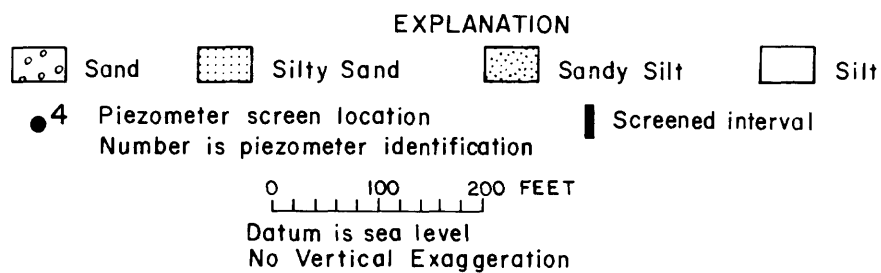 EXPLANATION
Sand Silty Sand Sandy Silt Silt
4 Piezometer screen location Screened interval
Number is piezometer identification
0 100 200 FEET
Datum is sea level
No Vertical Exaggeration